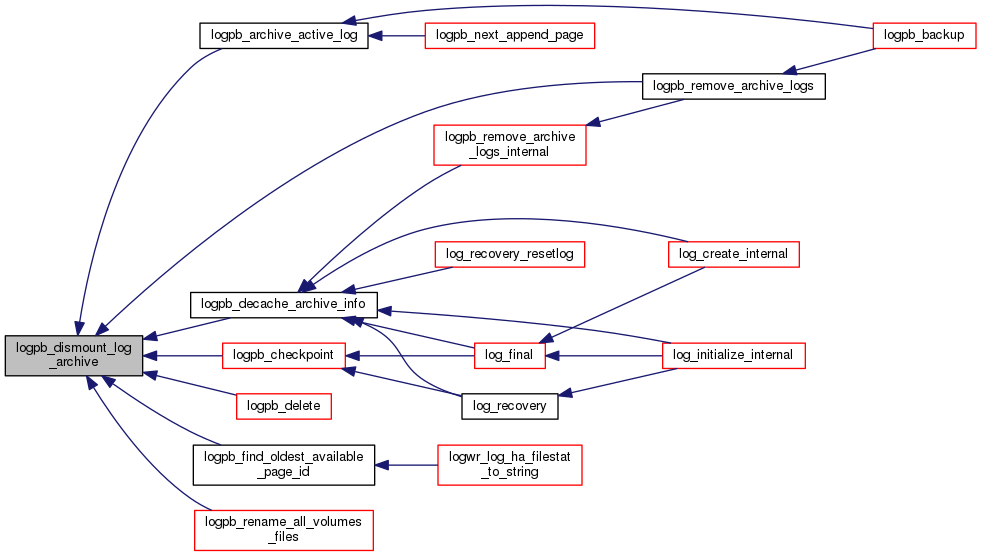 logpb_archive_active_log
logpb_next_append_page
logpb_backup
logpb_remove_archive_logs
logpb_remove_archive
_logs_internal
log_recovery_resetlog
log_create_internal
logpb_decache_archive_info
logpb_dismount_log
_archive
logpb_checkpoint
log_final
log_initialize_internal
logpb_delete
log_recovery
logpb_find_oldest_available
_page_id
logwr_log_ha_filestat
_to_string
logpb_rename_all_volumes
_files